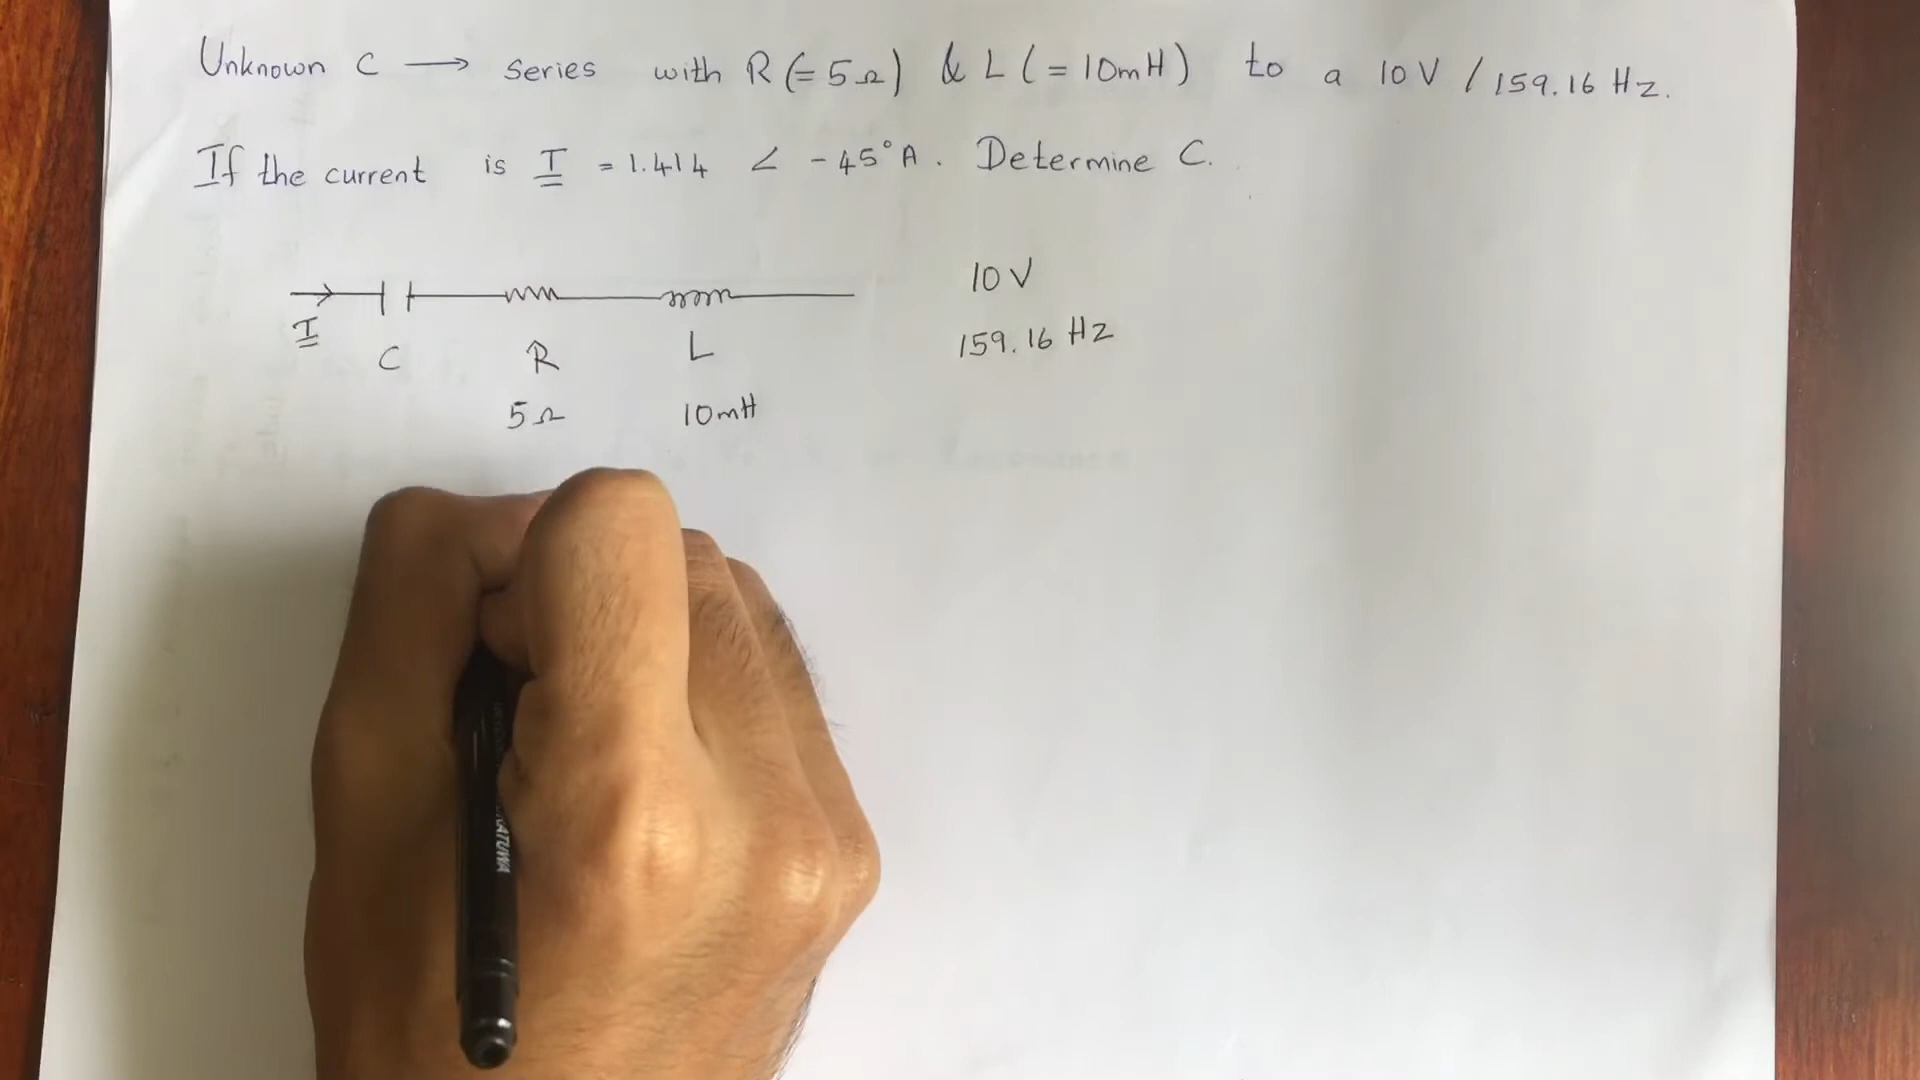 Unknown C → series with R (= 5Ω) & L (= 10mH) to a 10V / 159.16 Hz.
If the current is I = 1.414 ∠ -45° A. Determine C.
10V
I
159.16 Hz
C R L
5Ω 10mH